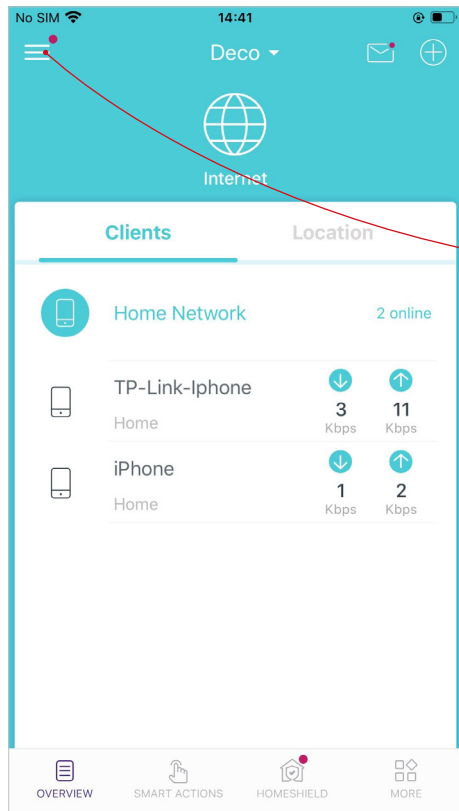 No SIM 14:41
Deco
Internet
Clients Location
Home Network 2 online
TP-Link-Iphone
Home
3 11
Kbps Kbps
iPhone
Home
1 2
Kbps Kbps
OVERVIEW SMART ACTIONS HOMESHIELD MORE